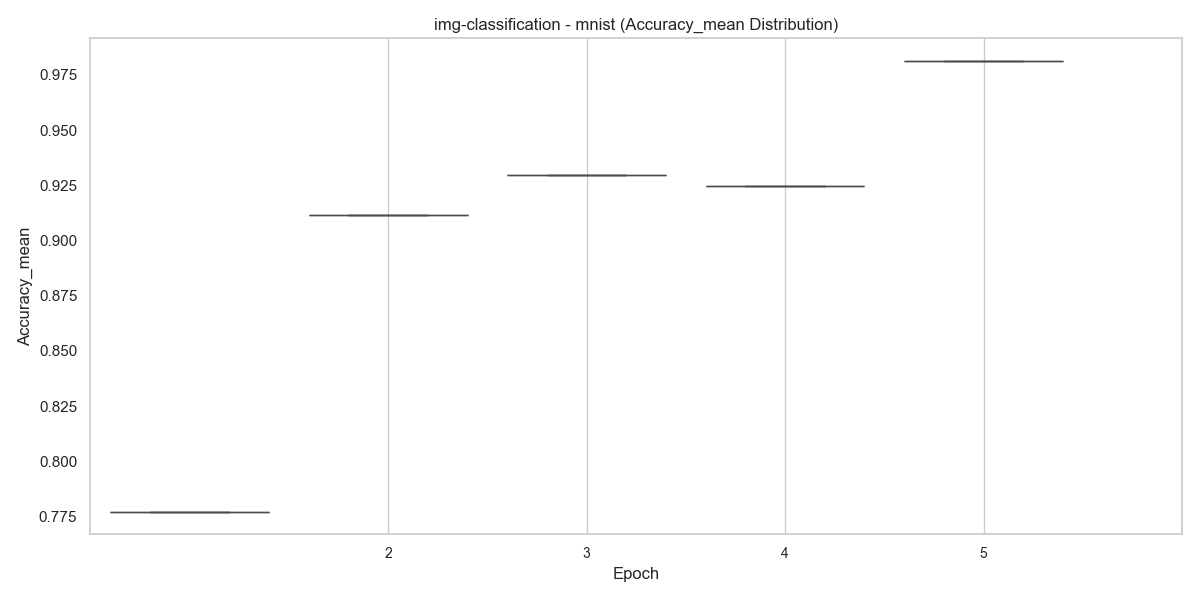 img-classification - mnist (Accuracy_mean Distribution)
Accuracy_mean
0.975
0.950
0.925
0.900
0.875
0.850
0.825
0.800
0.775
2 3 4 5
Epoch